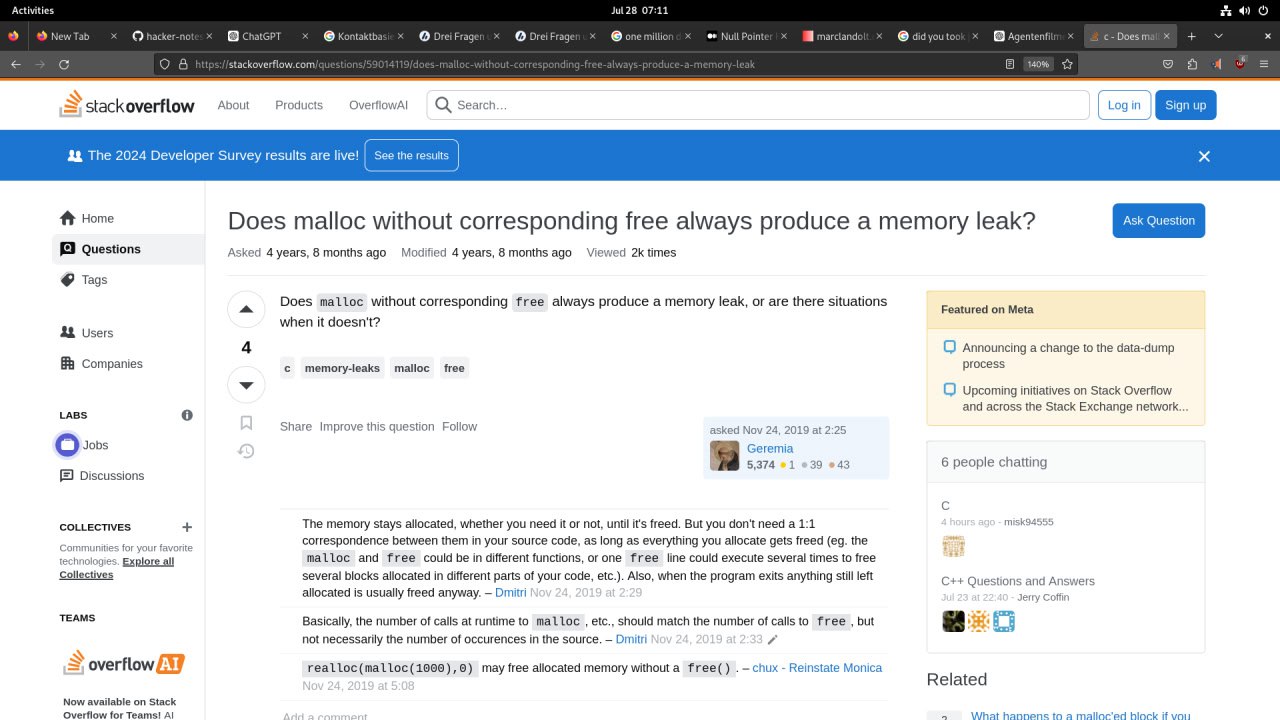 Activities
Jul 28 07:11
New Tab
hacker-notes
ChatGPT
Kontaktbasie
Drei Fragen
Drei Fragen u
one million d
Null Pointer
marclandolt.
did you took
Agentenfilme
c - Does mall
https://stackoverflow.com/questions/59014119/does-malloc-without-corresponding-free-always-produce-a-memory-leak
140%
stackoverflow
About
Products
OverflowAI
Search…
Log in
Sign up
The 2024 Developer Survey results are live!
See the results
Home
Questions
Tags
Users
Companies
LABS
Jobs
Discussions
COLLECTIVES
Communities for your favorite
technologies. Explore all
Collectives
TEAMS
overflowAI
Now available on Stack
Overflow for Teams! AI
Does malloc without corresponding free always produce a memory leak?
Ask Question
Asked 4 years, 8 months ago Modified 4 years, 8 months ago Viewed 2k times
Does malloc without corresponding free always produce a memory leak, or are there situations
when it doesn't?
4
c memory-leaks malloc free
Share Improve this question Follow
asked Nov 24, 2019 at 2:25
Geremia
5,374 1 39 43
The memory stays allocated, whether you need it or not, until it's freed. But you don't need a 1:1
correspondence between them in your source code, as long as everything you allocate gets freed (eg. the
malloc and free could be in different functions, or one free line could execute several times to free
several blocks allocated in different parts of your code, etc.). Also, when the program exits anything still left
allocated is usually freed anyway. – Dmitri Nov 24, 2019 at 2:29
Basically, the number of calls at runtime to malloc, etc., should match the number of calls to free, but
not necessarily the number of occurences in the source. – Dmitri Nov 24, 2019 at 2:33
realloc(malloc(1000),0) may free allocated memory without a free(). – chux - Reinstate Monica
Nov 24, 2019 at 5:08
Add a comment
Featured on Meta
Announcing a change to the data-dump
process
Upcoming initiatives on Stack Overflow
and across the Stack Exchange network...
6 people chatting
C
4 hours ago - misk94555
C++ Questions and Answers
Jul 23 at 22:40 - Jerry Coffin
Related
What happens to a malloc'ed block if you